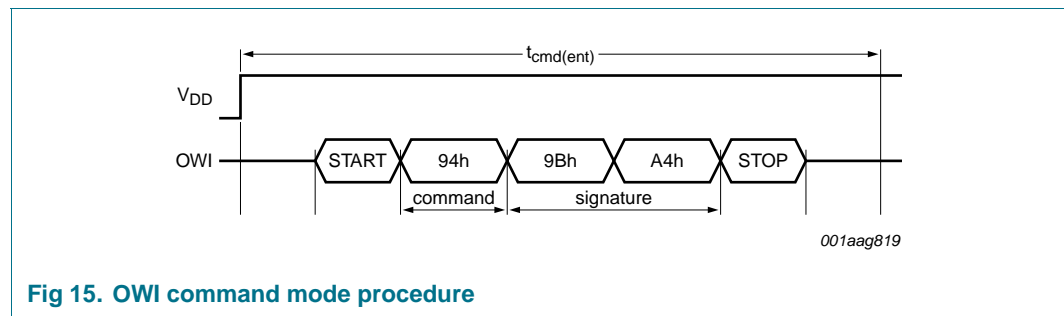 tcmd(ent)
VDD
OWI START 94h 9Bh A4h STOP
command signature
001aag819
Fig 15. OWI command mode procedure